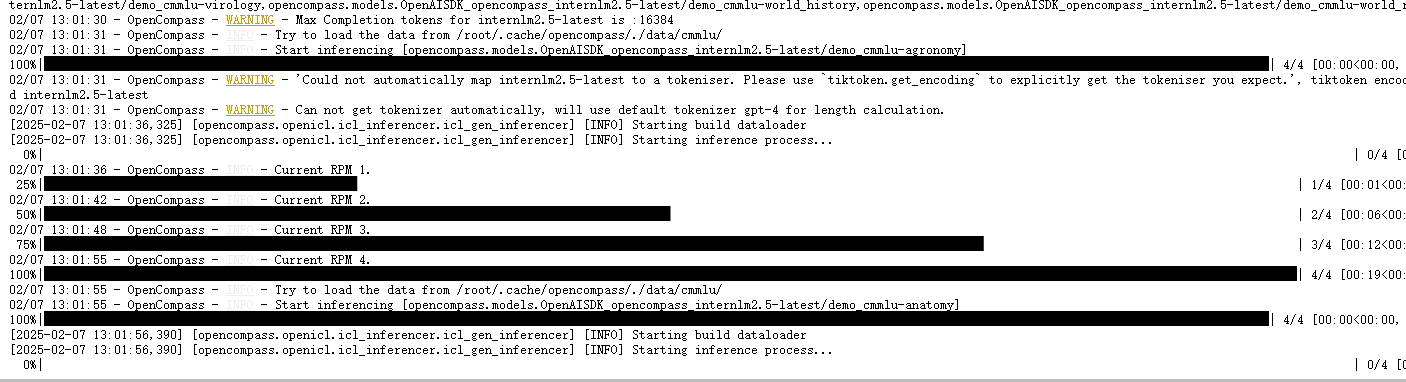 ternlm2.5-latest/demo_cmmlu-virology,opencompass.models.OpenAISDK_opencompass_internlm2.5-latest/demo_cmmlu-world_history,opencompass.models.OpenAISDK_opencompass_internlm2.5-latest/demo_cmmlu-world_r
02/07 13:01:30 - OpenCompass - WARNING - Max Completion tokens for internlm2.5-latest is :16384
02/07 13:01:31 - OpenCompass - INFO - Try to load the data from /root/.cache/opencompass/./data/cmmlu/
02/07 13:01:31 - OpenCompass - INFO - Start inferencing [opencompass.models.OpenAISDK_opencompass_internlm2.5-latest/demo_cmmlu-agronomy]
100%| | 4/4 [00:00<00:00,
02/07 13:01:31 - OpenCompass - WARNING - 'Could not automatically map internlm2.5-latest to a tokeniser. Please use `tiktoken.get_encoding` to explicitly get the tokeniser you expect.', tiktoken encod
d internlm2.5-latest
02/07 13:01:31 - OpenCompass - WARNING - Can not get tokenizer automatically, will use default tokenizer gpt-4 for length calculation.
[2025-02-07 13:01:36,325] [opencompass.openicl.icl_inferencer.icl_gen_inferencer] [INFO] Starting build dataloader
[2025-02-07 13:01:36,325] [opencompass.openicl.icl_inferencer.icl_gen_inferencer] [INFO] Starting inference process...
0%| | 0/4 [0
02/07 13:01:36 - OpenCompass - INFO - Current RPM 1.
25%| | 1/4 [00:01<00:
02/07 13:01:42 - OpenCompass - INFO - Current RPM 2.
50%| | 2/4 [00:06<00:
02/07 13:01:48 - OpenCompass - INFO - Current RPM 3.
75%| | 3/4 [00:12<00:
02/07 13:01:55 - OpenCompass - INFO - Current RPM 4.
100%| | 4/4 [00:19<00:
02/07 13:01:55 - OpenCompass - INFO - Try to load the data from /root/.cache/opencompass/./data/cmmlu/
02/07 13:01:55 - OpenCompass - INFO - Start inferencing [opencompass.models.OpenAISDK_opencompass_internlm2.5-latest/demo_cmmlu-anatomy]
100%| | 4/4 [00:00<00:00,
[2025-02-07 13:01:56,390] [opencompass.openicl.icl_inferencer.icl_gen_inferencer] [INFO] Starting build dataloader
[2025-02-07 13:01:56,390] [opencompass.openicl.icl_inferencer.icl_gen_inferencer] [INFO] Starting inference process...
0%| | 0/4 [0